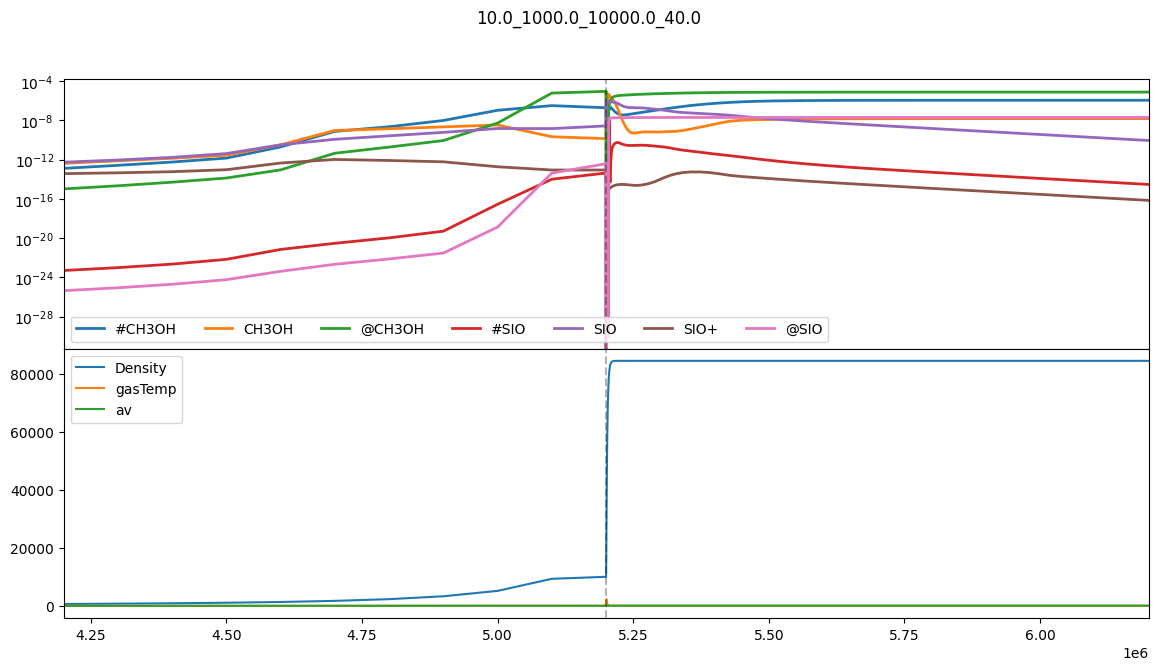 10.0_1000.0_10000.0_40.0
10⁻⁴
10⁻⁸
10⁻¹²
10⁻¹⁶
10⁻²⁰
10⁻²⁴
10⁻²⁸
#CH3OH CH3OH @CH3OH #SIO SIO SIO+ @SIO
Density
gasTemp
av
80000
60000
40000
20000
0
4.25 4.50 4.75 5.00 5.25 5.50 5.75 6.00
1e6